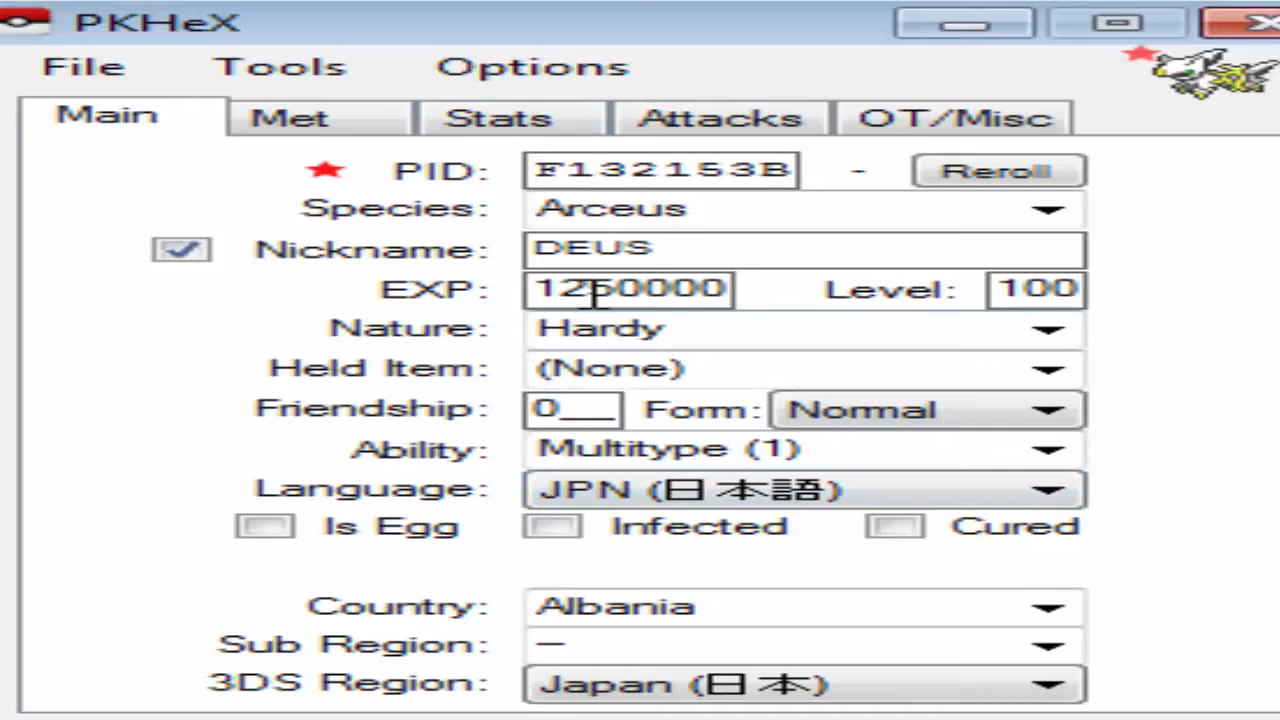 PKHeX
File Tools Options
Main Met Stats Attacks OT/Misc
PID: F132153B - Reroll
Species: Arceus
Nickname: DEUS
EXP: 1250000 Level: 100
Nature: Hardy
Held Item: (None)
Friendship: 0__ Form: Normal
Ability: Multitype (1)
Language: JPN (日本語)
Is Egg Infected Cured
Country: Albania
Sub Region: —
3DS Region: Japan (日本)